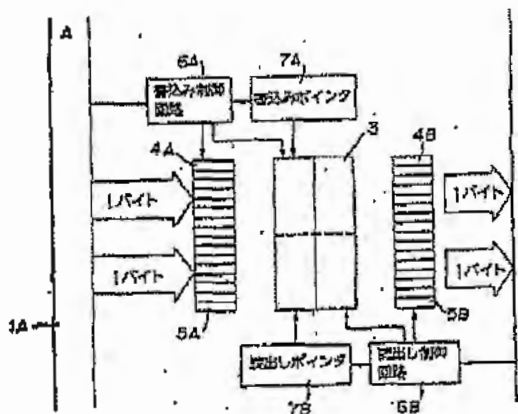 A
6A
7A
書込み制御
回路
書込みポインタ
3
4A
4B
1バイト
1バイト
1バイト
1バイト
5A
5B
1A
読出しポインタ
読出し制御
回路
7B
6B